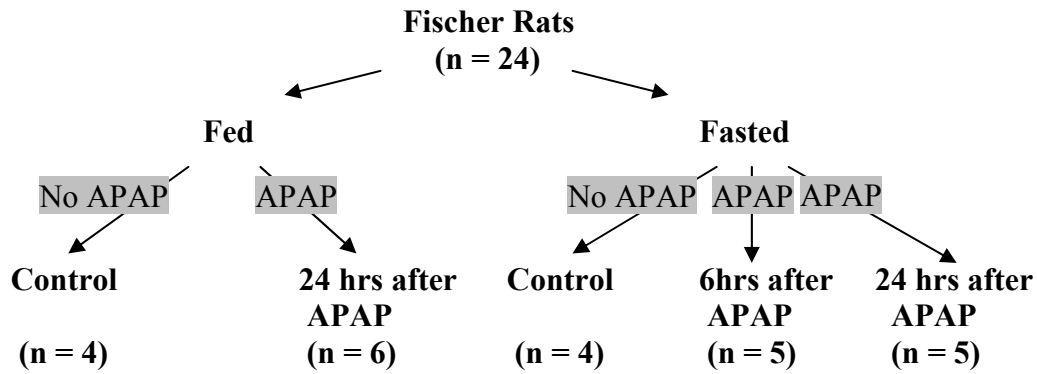 Fischer Rats
(n = 24)
Fed Fasted
No APAP APAP No APAP APAP APAP
Control 24 hrs after Control 6hrs after 24 hrs after
APAP APAP APAP
(n = 4) (n = 6) (n = 4) (n = 5) (n = 5)